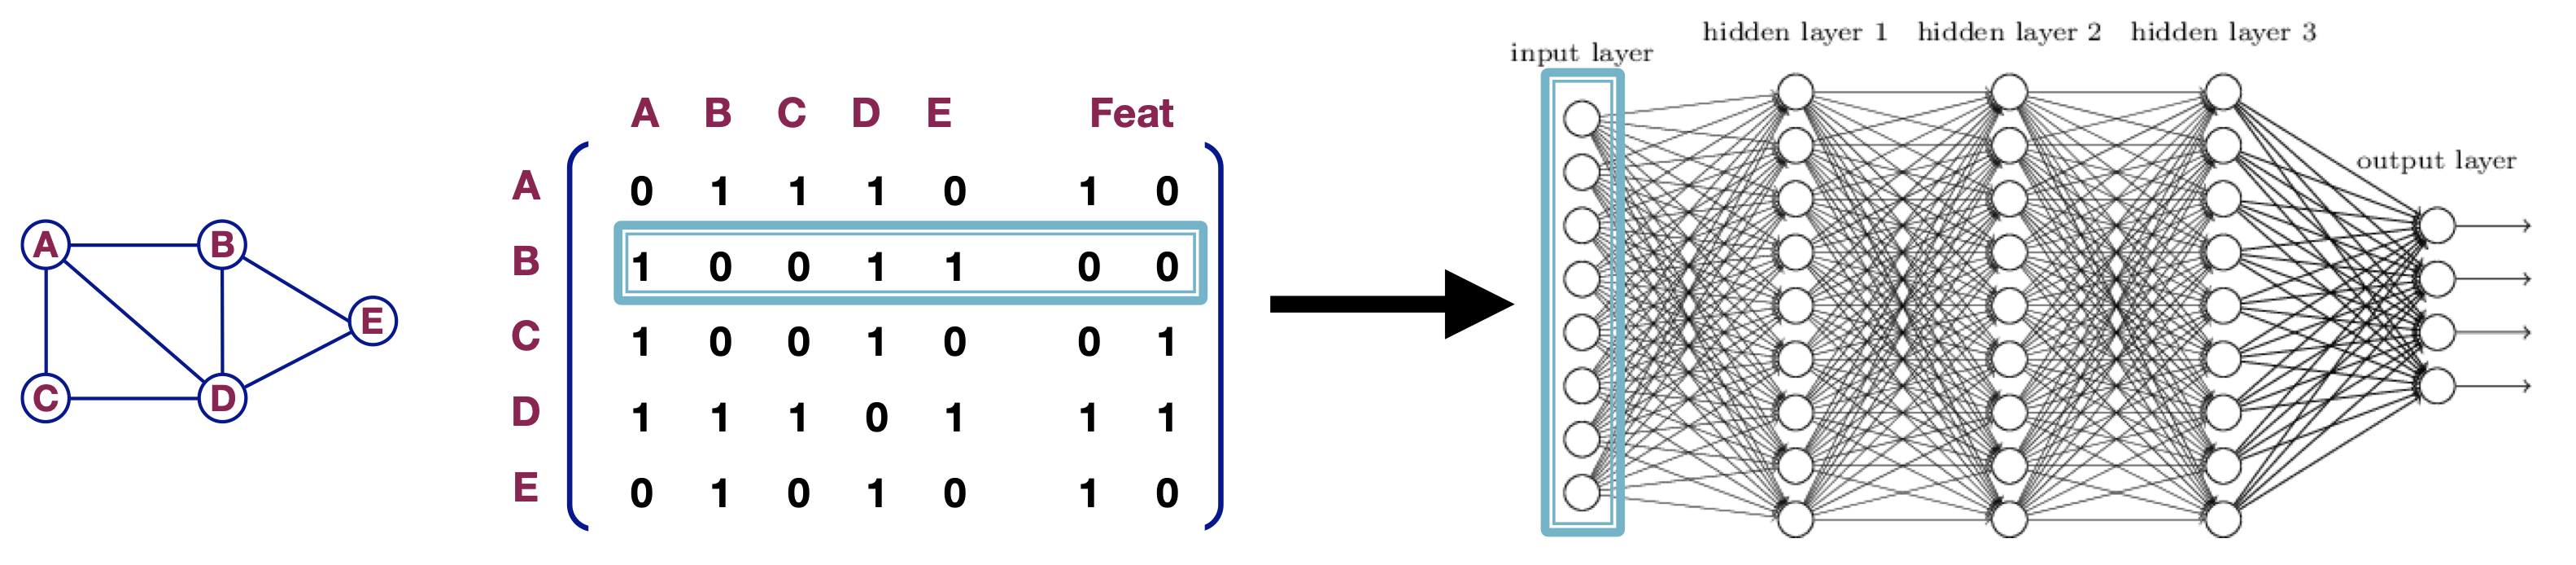 A B
E
C D
A B C D E Feat
A 0 1 1 1 0 1 0
B 1 0 0 1 1 0 0
C 1 0 0 1 0 0 1
D 1 1 1 0 1 1 1
E 0 1 0 1 0 1 0
input layer
hidden layer 1 hidden layer 2 hidden layer 3
output layer